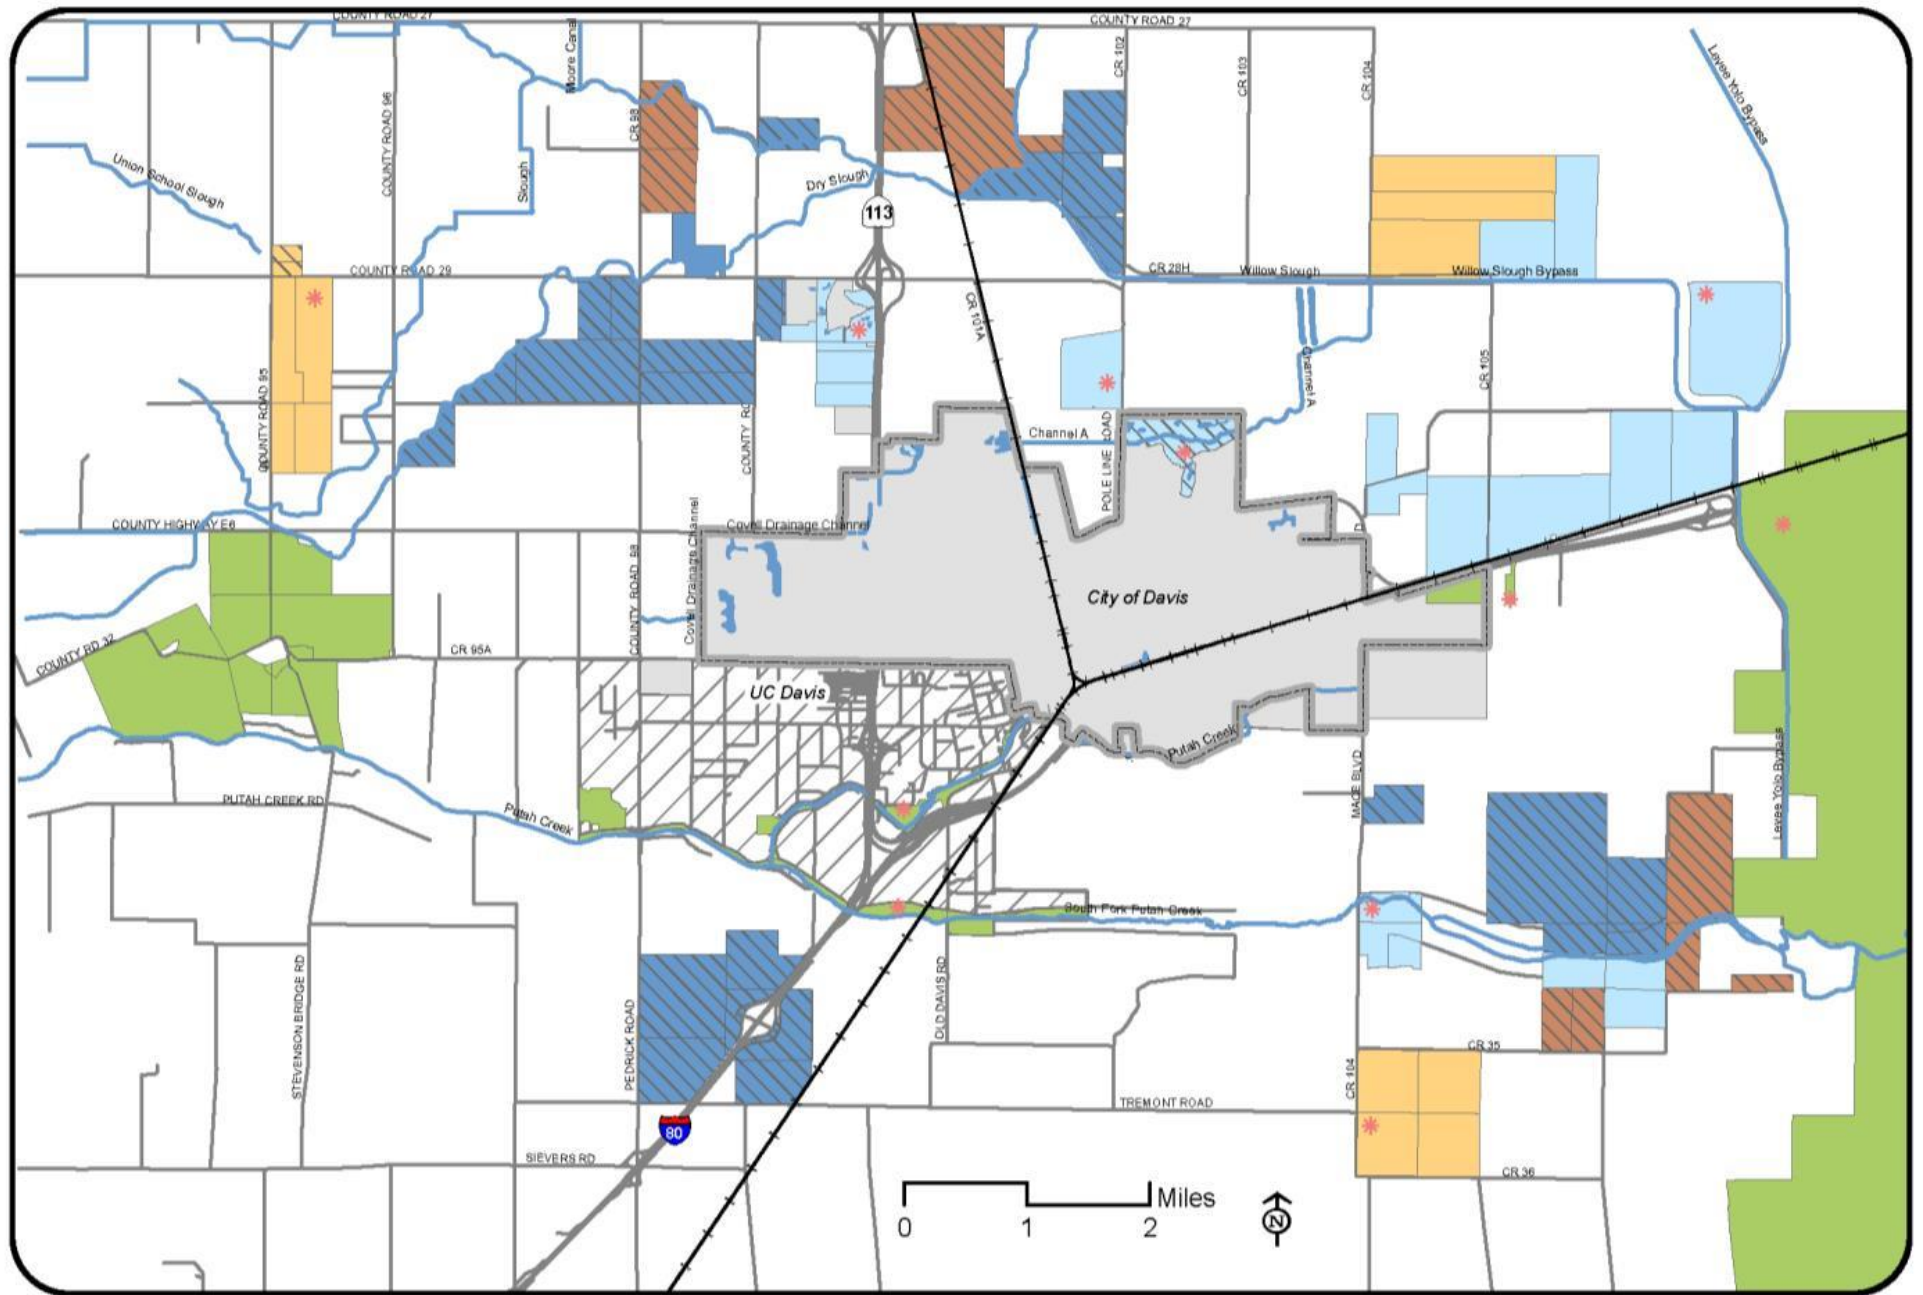 COUNTY ROAD 27
COUNTY ROAD 27
Moore Canal
CR 98
COUNTY ROAD 96
CR 102
CR 103
CR 104
Levee Yolo Bypass
Union School Slough
Slough
Dry Slough
113
COUNTY ROAD 29
CR 28H
Willow Slough
Willow Slough Bypass
CR 101A
COUNTY ROAD 95
COUNTY RO
Channel A
CR 105
Channel A
POLE LINE ROAD
COUNTY HIGHWAY E6
Covell Drainage Channel
Covell Drainage Channel
COUNTY ROAD 98
D
City of Davis
COUNTY RD 32
CR 95A
UC Davis
Putah Creek
MACE BLVD
Levee Yolo Bypass
PUTAH CREEK RD
Putah Creek
South Fork Putah Creek
STEVENSON BRIDGE RD
PEDRICK ROAD
OLD DAVIS RD
CR 35
CR 104
TREMONT ROAD
80
SIEVERS RD
CR 36
Miles
0 1 2
N